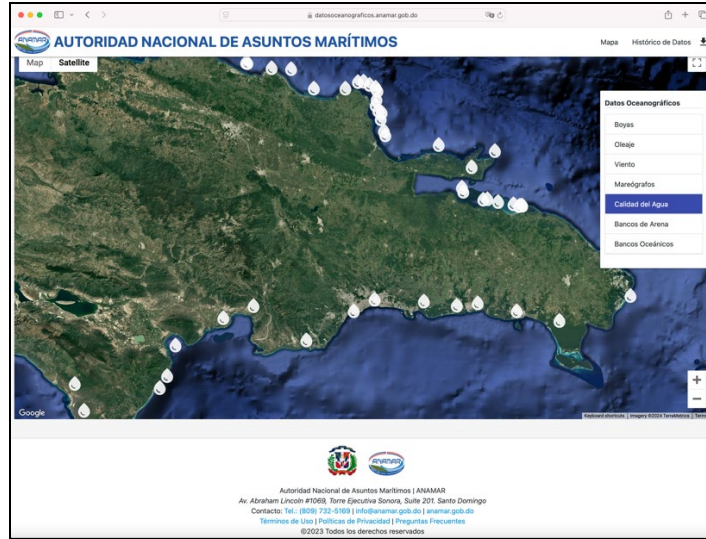 datosoceanograficos.anamar.gob.do
ANAMAR
AUTORIDAD NACIONAL DE ASUNTOS MARÍTIMOS
Mapa
Histórico de Datos
Map
Satellite
Datos Oceanográficos
Boyas
Oleaje
Viento
Mareógrafos
Calidad del Agua
Bancos de Arena
Bancos Oceánicos
Google
Keyboard shortcuts
Imagery ©2024 TerraMetrics
Terms
ANAMAR
Autoridad Nacional de Asuntos Marítimos | ANAMAR
Av. Abraham Lincoln #1069, Torre Ejecutiva Sonora, Suite 201. Santo Domingo
Contacto: Tel.: (809) 732-5169 | info@anamar.gob.do | anamar.gob.do
Términos de Uso | Políticas de Privacidad | Preguntas Frecuentes
©2023 Todos los derechos reservados